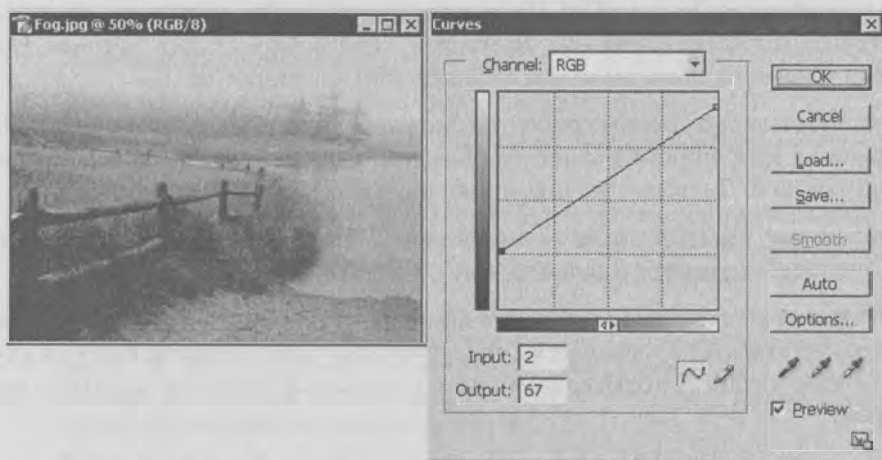 Fog.jpg @ 50% (RGB/8)
Curves
Channel: RGB
OK
Cancel
Load...
Save...
Smooth
Auto
Options...
Input: 2
Output: 67
Preview